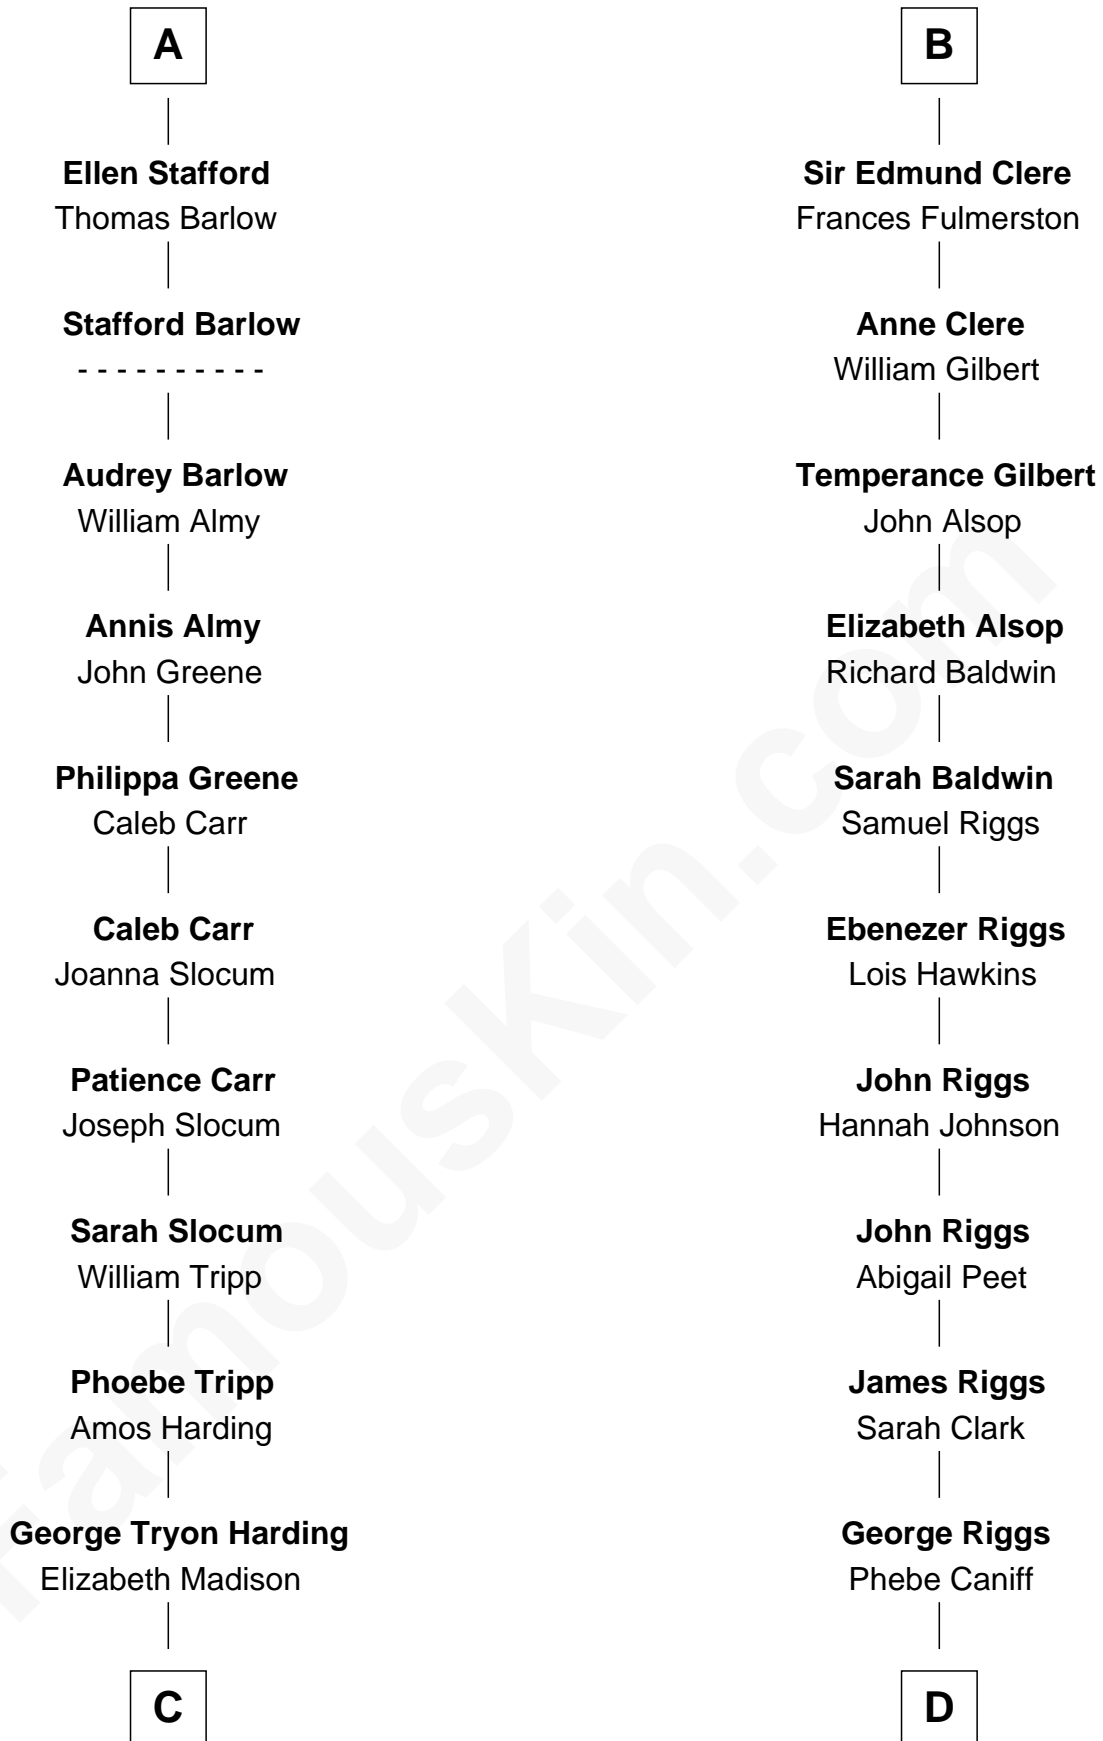 A
Ellen Stafford
Thomas Barlow
Stafford Barlow
- - - - - - - - - -
Audrey Barlow
William Almy
Annis Almy
John Greene
Philippa Greene
Caleb Carr
Caleb Carr
Joanna Slocum
Patience Carr
Joseph Slocum
Sarah Slocum
William Tripp
Phoebe Tripp
Amos Harding
George Tryon Harding
Elizabeth Madison
C
B
Sir Edmund Clere
Frances Fulmerston
Anne Clere
William Gilbert
Temperance Gilbert
John Alsop
Elizabeth Alsop
Richard Baldwin
Sarah Baldwin
Samuel Riggs
Ebenezer Riggs
Lois Hawkins
John Riggs
Hannah Johnson
John Riggs
Abigail Peet
James Riggs
Sarah Clark
George Riggs
Phebe Caniff
D
FamousKin.com